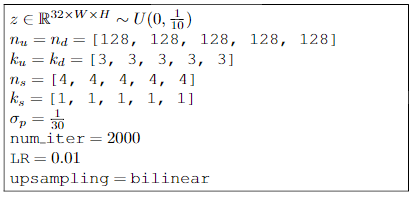 z ∈ ℝ^{32×W×H} ∼ U(0, 1/10)
n_u = n_d = [128, 128, 128, 128, 128]
k_u = k_d = [3, 3, 3, 3, 3]
n_s = [4, 4, 4, 4, 4]
k_s = [1, 1, 1, 1, 1]
σ_p = 1/30
num_iter = 2000
LR = 0.01
upsampling = bilinear